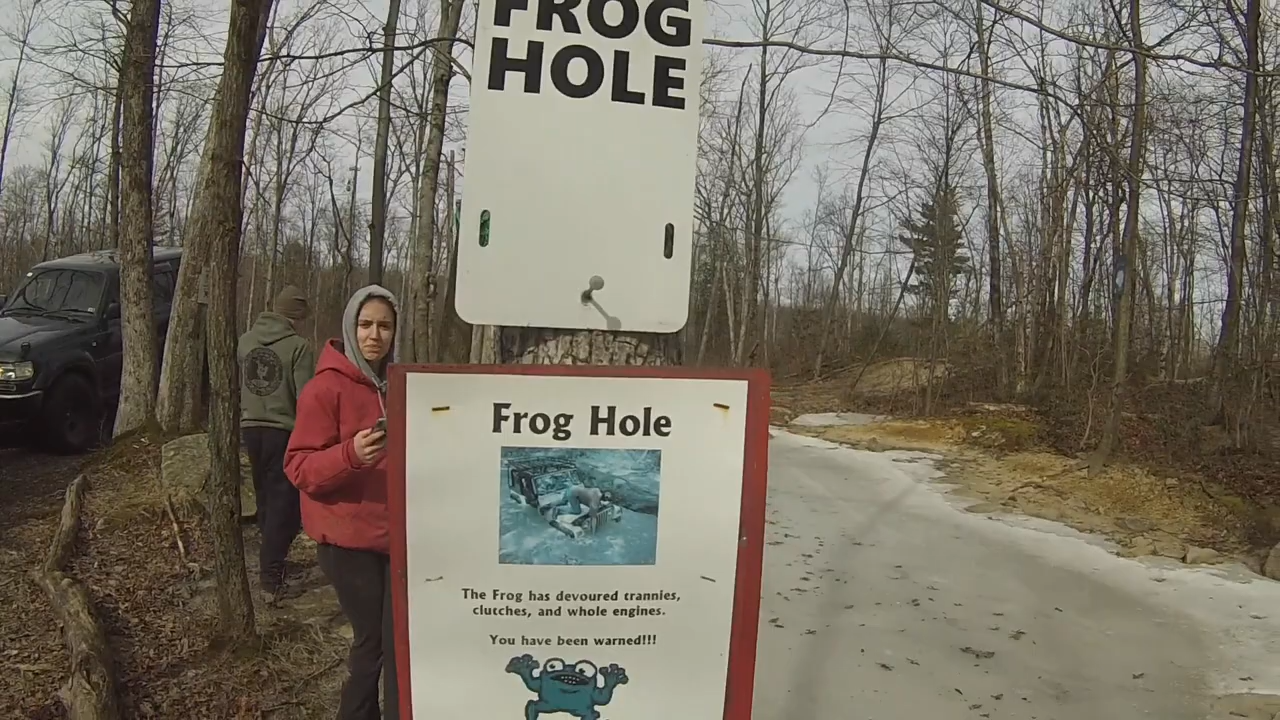 FROG
HOLE
Frog Hole
The Frog has devoured trannies,
clutches, and whole engines.
You have been warned!!!